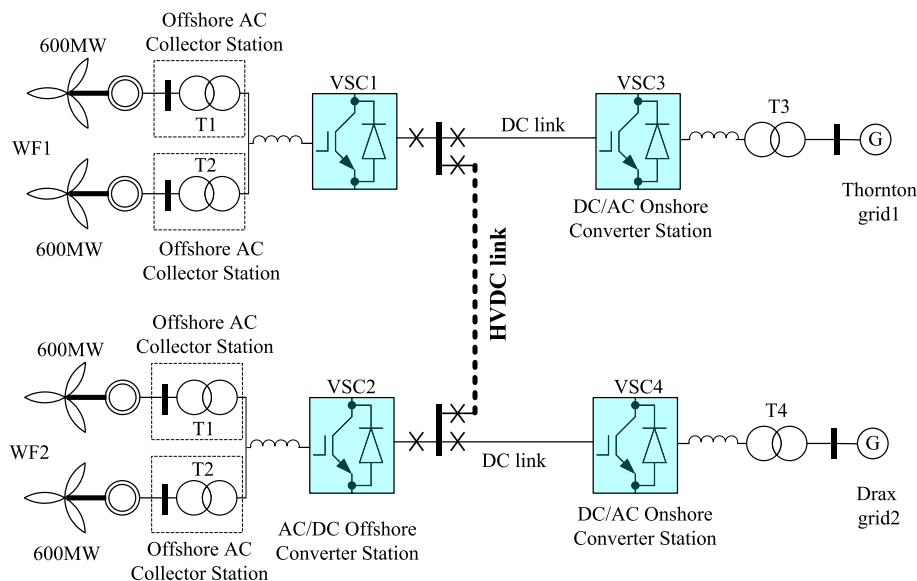 Offshore AC
Collector Station
600MW
T1
VSC1
VSC3
T3
DC link
G
WF1
T2
600MW
Offshore AC
Collector Station
DC/AC Onshore
Converter Station
Thornton
grid1
HVDC link
Offshore AC
Collector Station
600MW
T1
VSC2
VSC4
T4
DC link
G
WF2
T2
600MW
Offshore AC
Collector Station
AC/DC Offshore
Converter Station
DC/AC Onshore
Converter Station
Drax
grid2